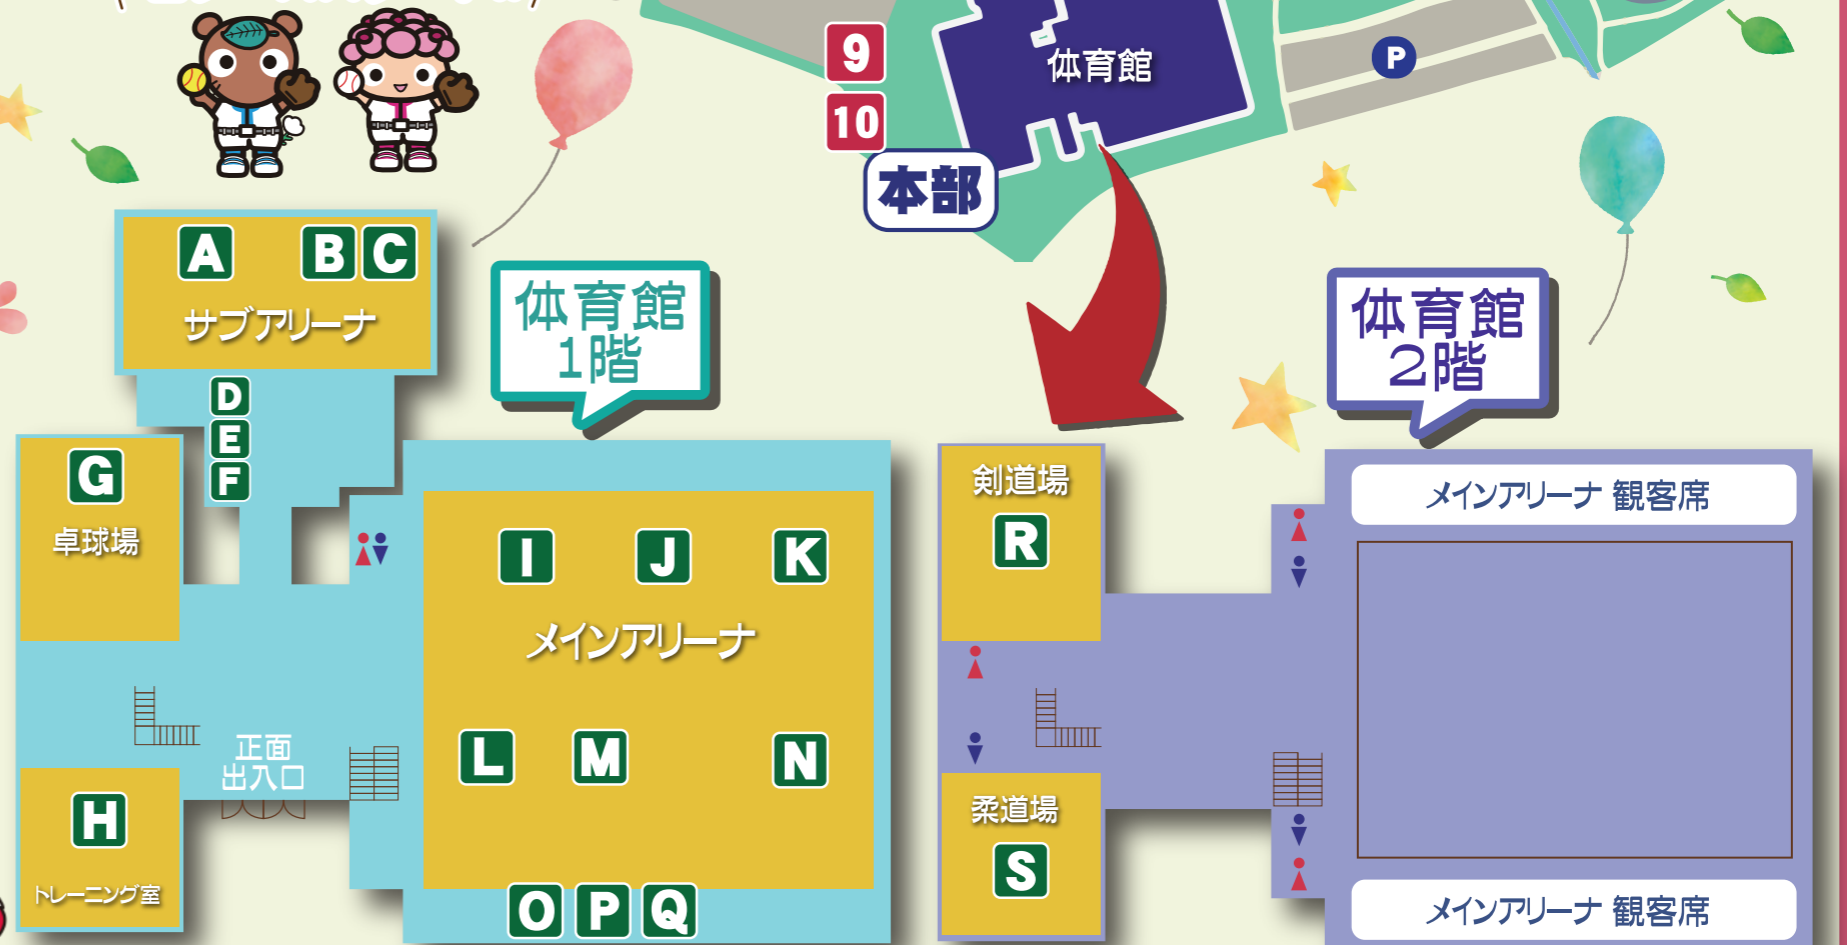 9
10
体育館
P
本部
A
B
C
サブアリーナ
体育館
1階
D
E
F
G
卓球場
I
J
K
メインアリーナ
L
M
N
正面
出入口
H
トレーニング室
O
P
Q
体育館
2階
剣道場
R
メインアリーナ 観客席
柔道場
S
メインアリーナ 観客席